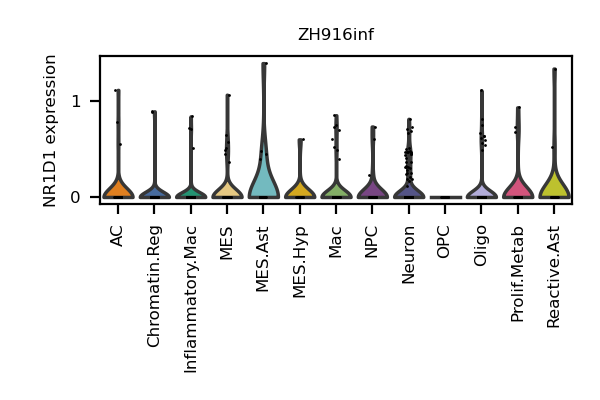 ZH916inf
NR1D1 expression
1
0
AC
Chromatin.Reg
Inflammatory.Mac
MES
MES.Ast
MES.Hyp
Mac
NPC
Neuron
OPC
Oligo
Prolif.Metab
Reactive.Ast